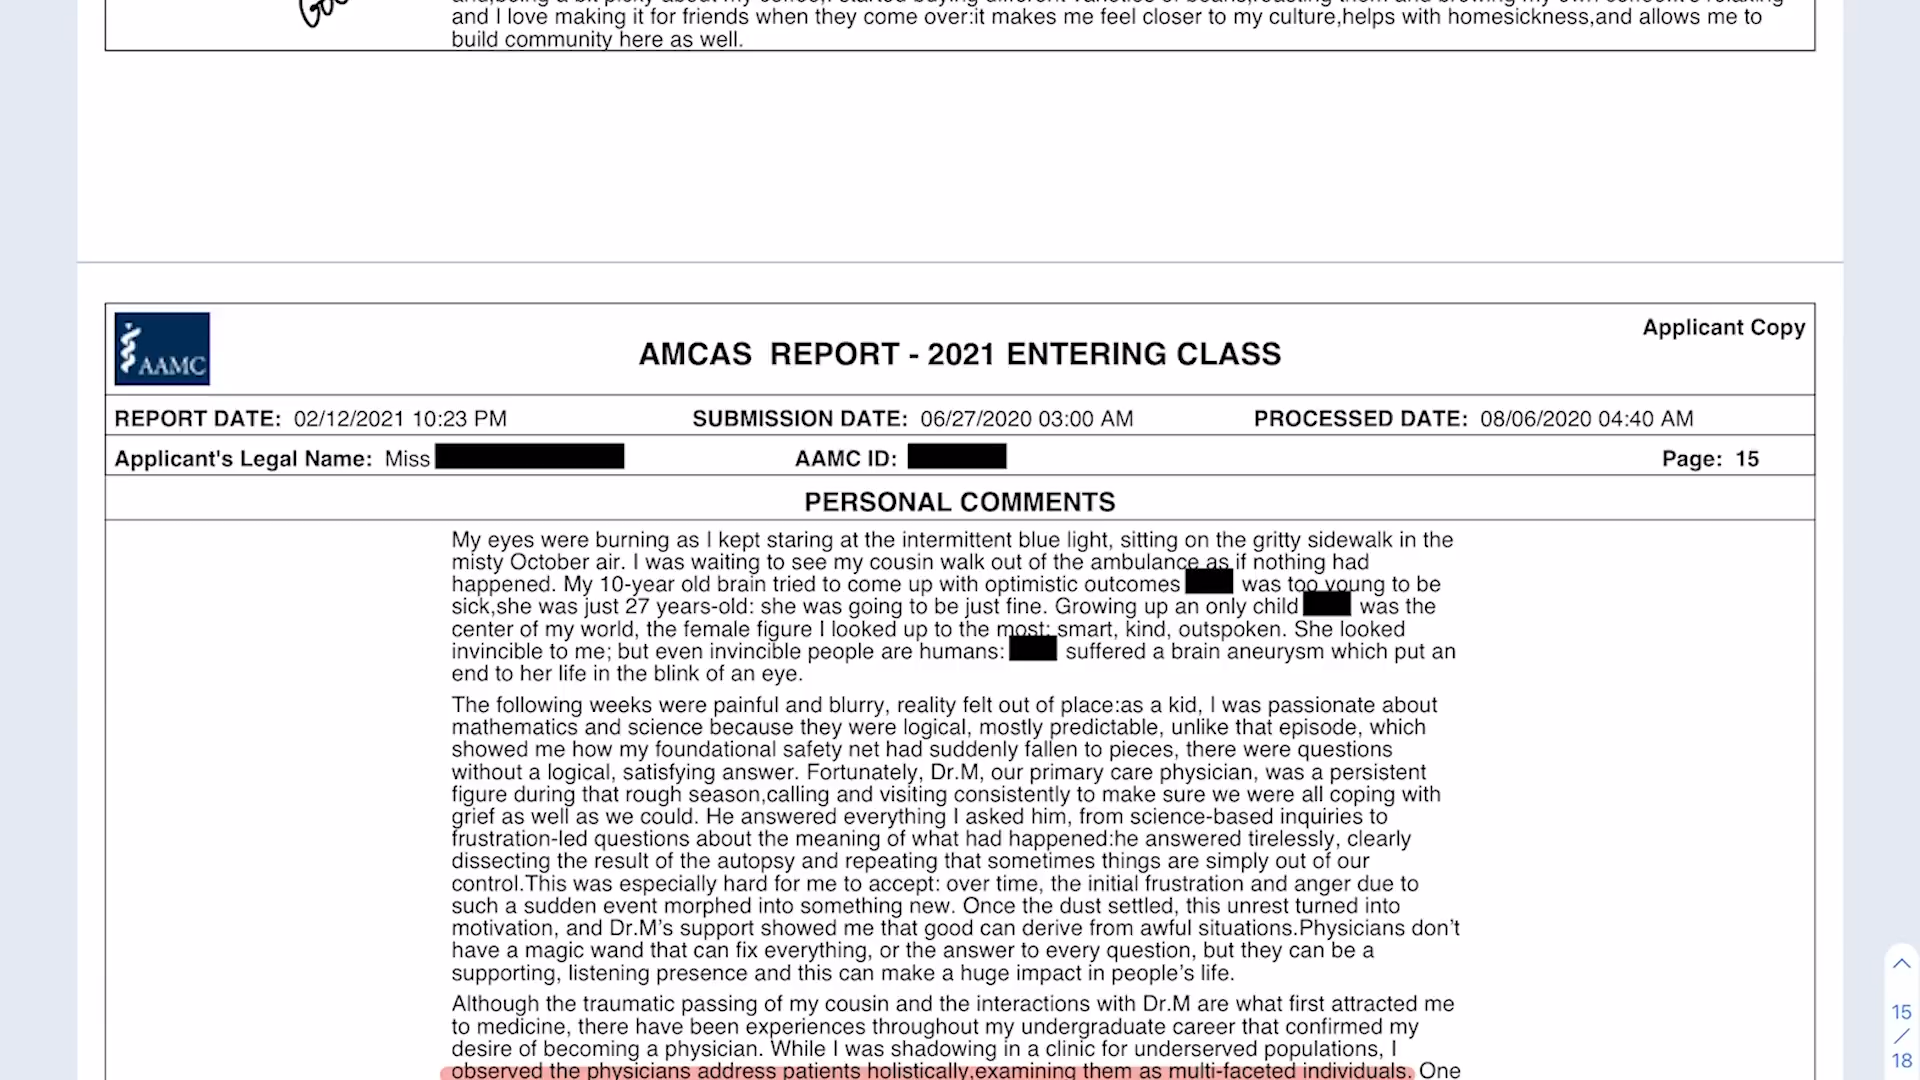 and I love making it for friends when they come over:it makes me feel closer to my culture,helps with homesickness,and allows me to
build community here as well.
AAMC
Applicant Copy
AMCAS REPORT - 2021 ENTERING CLASS
REPORT DATE: 02/12/2021 10:23 PM SUBMISSION DATE: 06/27/2020 03:00 AM PROCESSED DATE: 08/06/2020 04:40 AM
Applicant's Legal Name: Miss AAMC ID: Page: 15
PERSONAL COMMENTS
My eyes were burning as I kept staring at the intermittent blue light, sitting on the gritty sidewalk in the
misty October air. I was waiting to see my cousin walk out of the ambulance as if nothing had
happened. My 10-year old brain tried to come up with optimistic outcomes was too young to be
sick,she was just 27 years-old: she was going to be just fine. Growing up an only child was the
center of my world, the female figure I looked up to the most: smart, kind, outspoken. She looked
invincible to me; but even invincible people are humans: suffered a brain aneurysm which put an
end to her life in the blink of an eye.
The following weeks were painful and blurry, reality felt out of place:as a kid, I was passionate about
mathematics and science because they were logical, mostly predictable, unlike that episode, which
showed me how my foundational safety net had suddenly fallen to pieces, there were questions
without a logical, satisfying answer. Fortunately, Dr.M, our primary care physician, was a persistent
figure during that rough season,calling and visiting consistently to make sure we were all coping with
grief as well as we could. He answered everything I asked him, from science-based inquiries to
frustration-led questions about the meaning of what had happened:he answered tirelessly, clearly
dissecting the result of the autopsy and repeating that sometimes things are simply out of our
control.This was especially hard for me to accept: over time, the initial frustration and anger due to
such a sudden event morphed into something new. Once the dust settled, this unrest turned into
motivation, and Dr.M’s support showed me that good can derive from awful situations.Physicians don’t
have a magic wand that can fix everything, or the answer to every question, but they can be a
supporting, listening presence and this can make a huge impact in people’s life.
Although the traumatic passing of my cousin and the interactions with Dr.M are what first attracted me
to medicine, there have been experiences throughout my undergraduate career that confirmed my
desire of becoming a physician. While I was shadowing in a clinic for underserved populations, I
observed the physicians address patients holistically,examining them as multi-faceted individuals. One
15
/
18